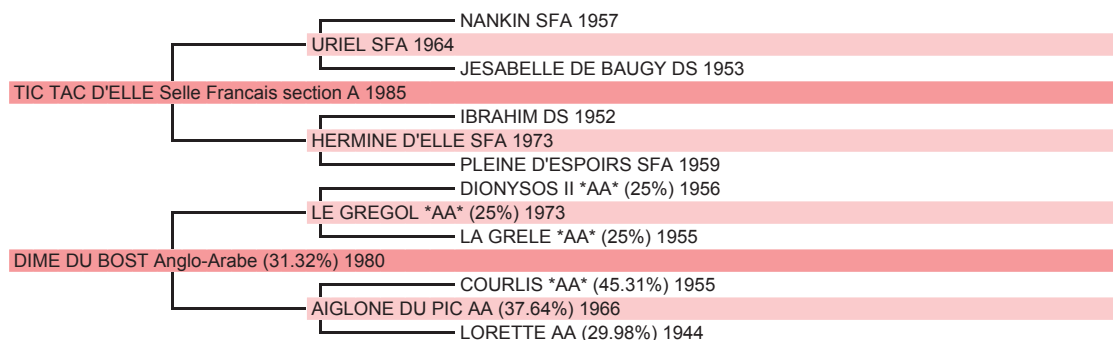 NANKIN SFA 1957
URIEL SFA 1964
JESABELLE DE BAUGY DS 1953
TIC TAC D'ELLE Selle Francais section A 1985
IBRAHIM DS 1952
HERMINE D'ELLE SFA 1973
PLEINE D'ESPOIRS SFA 1959
DIONYSOS II *AA* (25%) 1956
LE GREGOL *AA* (25%) 1973
LA GRELE *AA* (25%) 1955
DIME DU BOST Anglo-Arabe (31.32%) 1980
COURLIS *AA* (45.31%) 1955
AIGLONE DU PIC AA (37.64%) 1966
LORETTE AA (29.98%) 1944